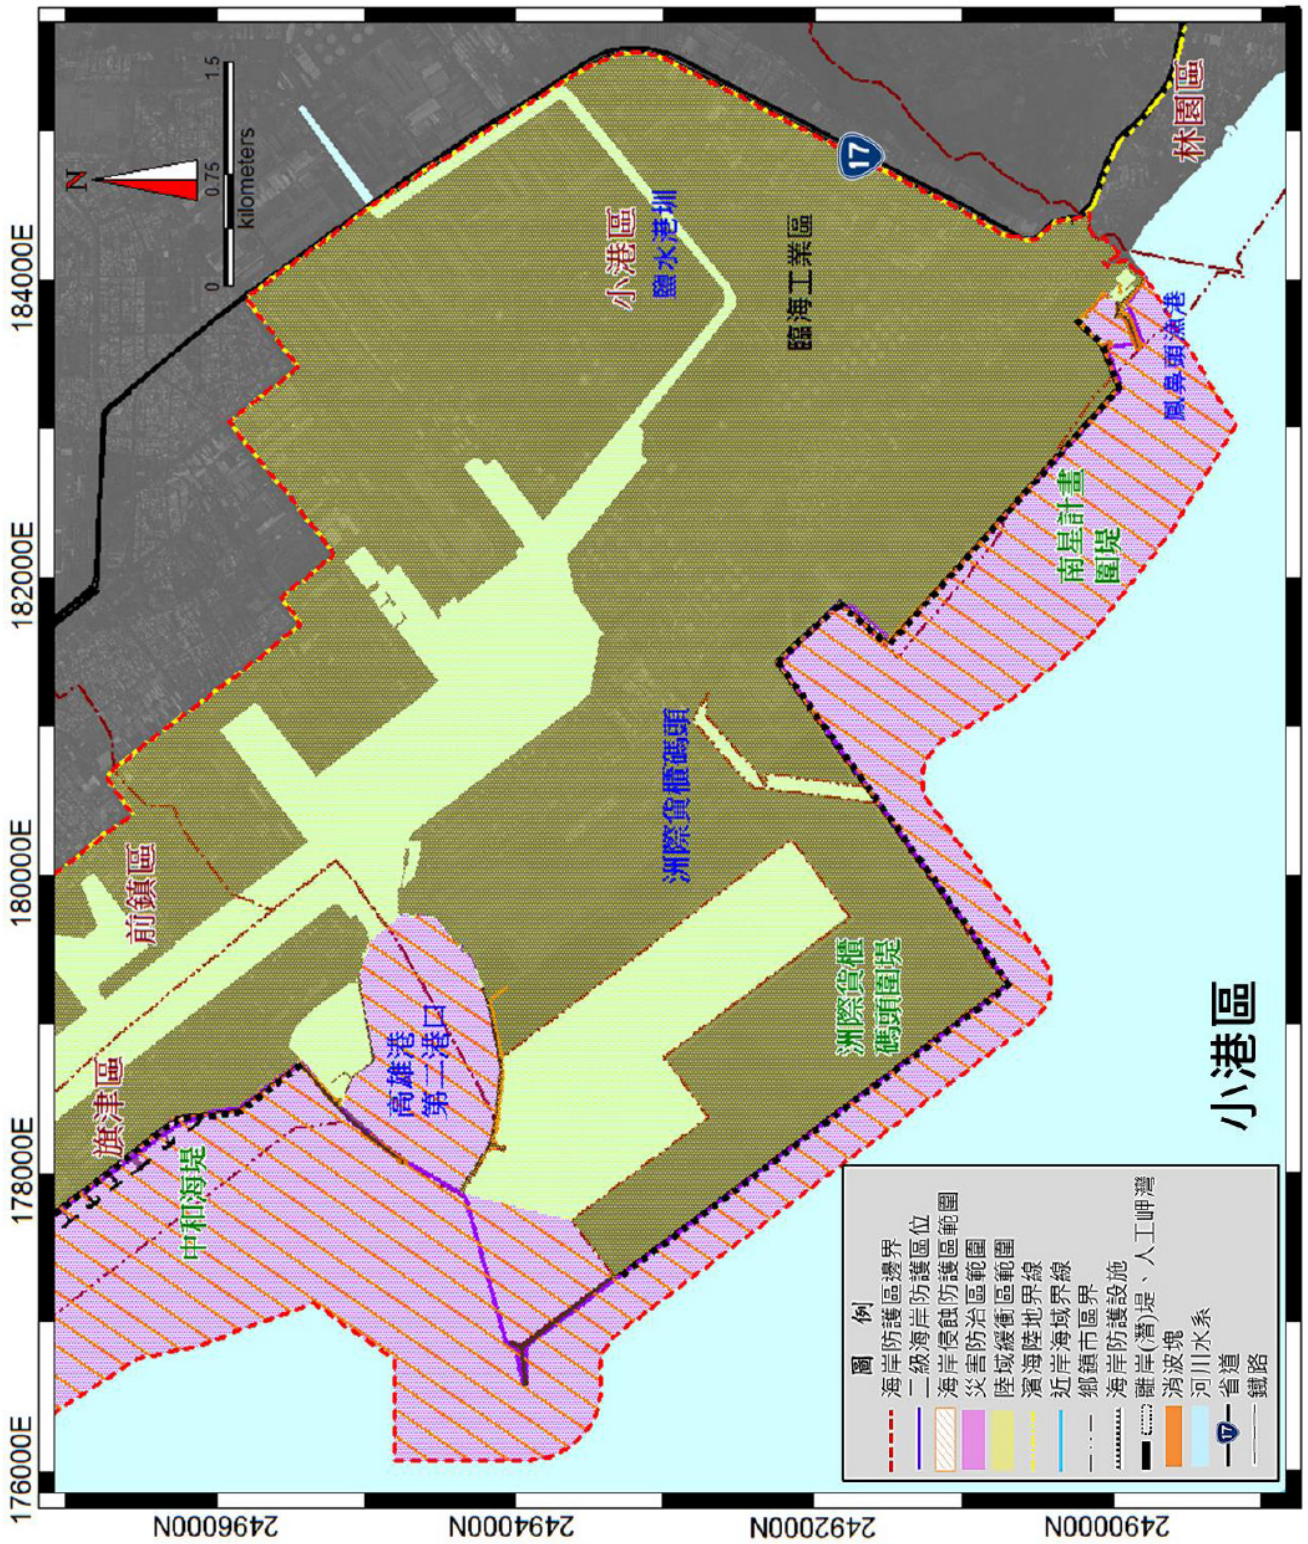 176000E
178000E
180000E
182000E
184000E
2496000N
2494000N
2492000N
2490000N
N
0
0.75
1.5
kilometers
17
林園區
小港區
鹽水港圳
臨海工業區
鳳鼻頭漁港
南星計畫
圍堤
洲際貨櫃碼頭
前鎮區
洲際貨櫃
碼頭圍堤
高雄港
第二港口
旗津區
中和海堤
小港區
圖 例
海岸防護區邊界
二級海岸防護區位
海岸侵蝕防護區範圍
災害防治區範圍
陸域緩衝區範圍
濱海陸地界線
近岸海域界線
鄉鎮市區界
海岸防護設施
離岸(潛)堤、人工岬灣
消波塊
河川水系
17
省道
鐵路